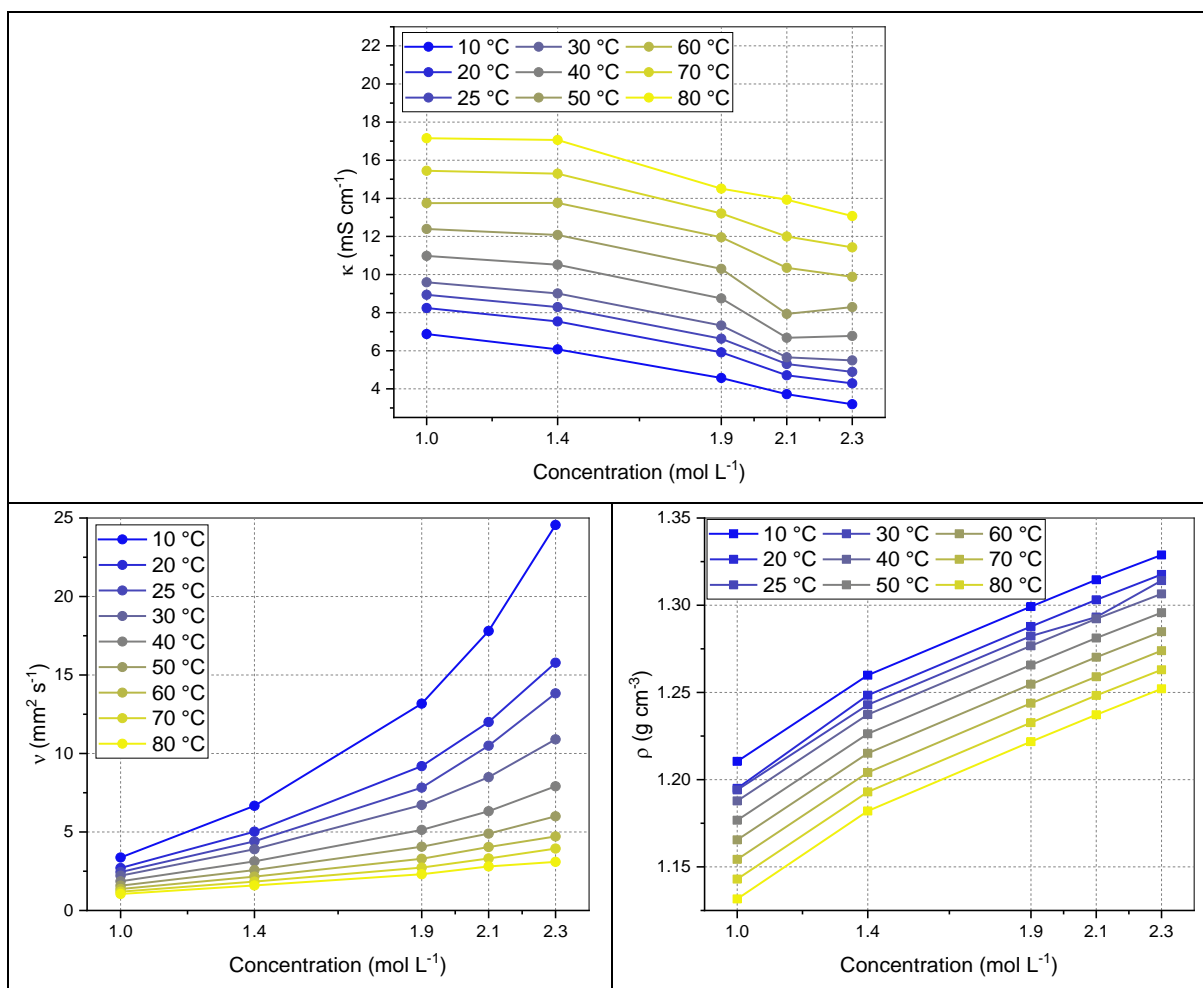 22
20
18
16
14
12
10
8
6
4
κ (mS cm-1)
10 °C 30 °C 60 °C
20 °C 40 °C 70 °C
25 °C 50 °C 80 °C
1.0 1.4 1.9 2.1 2.3
Concentration (mol L-1)
25
20
15
10
5
0
ν (mm2 s-1)
10 °C
20 °C
25 °C
30 °C
40 °C
50 °C
60 °C
70 °C
80 °C
1.0 1.4 1.9 2.1 2.3
Concentration (mol L-1)
1.35
1.30
1.25
1.20
1.15
ρ (g cm-3)
10 °C 30 °C 60 °C
20 °C 40 °C 70 °C
25 °C 50 °C 80 °C
1.0 1.4 1.9 2.1 2.3
Concentration (mol L-1)